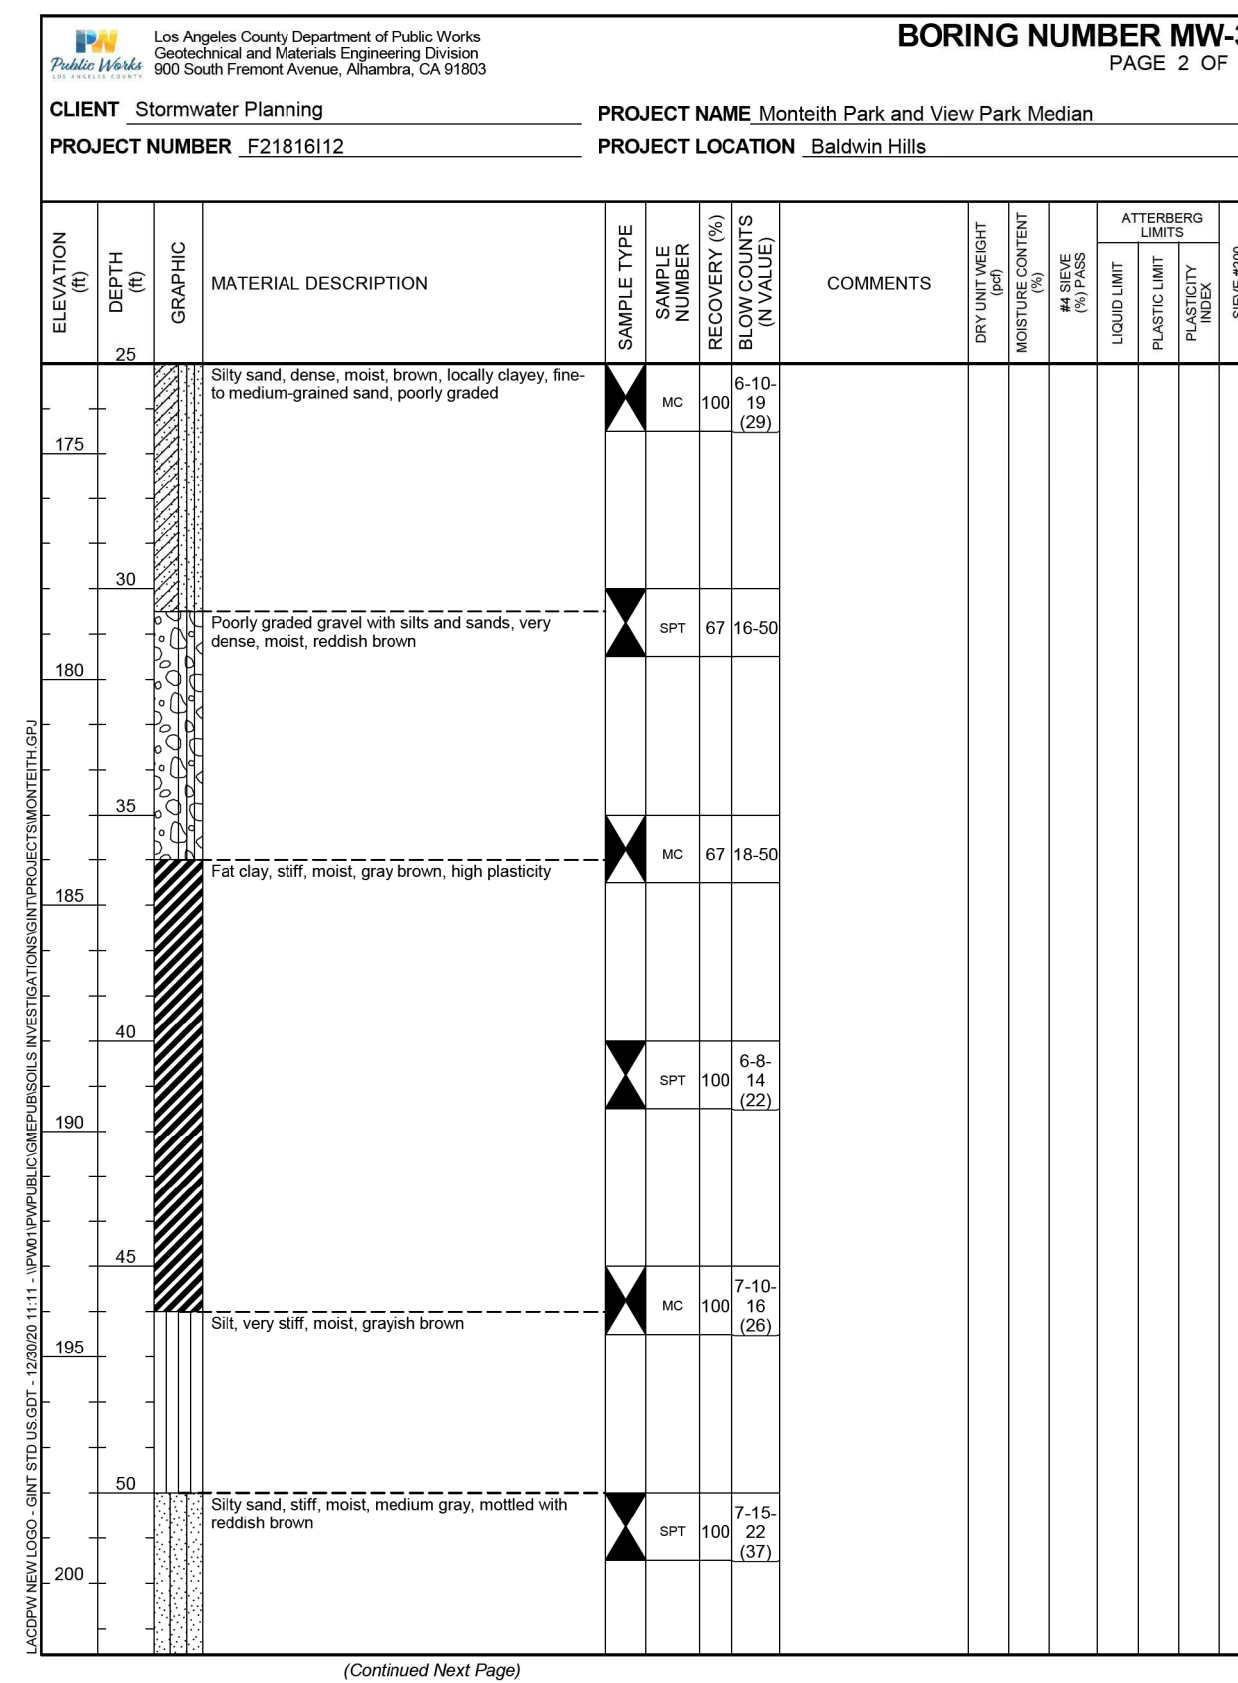 PW
Public Works
LOS ANGELES COUNTY
Los Angeles County Department of Public Works
Geotechnical and Materials Engineering Division
900 South Fremont Avenue, Alhambra, CA 91803
BORING NUMBER MW-3
PAGE 2 OF
CLIENT Stormwater Planning
PROJECT NAME Monteith Park and View Park Median
PROJECT NUMBER F21816I12
PROJECT LOCATION Baldwin Hills
ELEVATION
(ft)
DEPTH
(ft)
GRAPHIC
MATERIAL DESCRIPTION
SAMPLE TYPE
SAMPLE
NUMBER
RECOVERY (%)
BLOW COUNTS
(N VALUE)
COMMENTS
DRY UNIT WEIGHT
(pcf)
MOISTURE CONTENT
(%)
#4 SIEVE
(%) PASS
ATTERBERG
LIMITS
LIQUID LIMIT
PLASTIC LIMIT
PLASTICITY
INDEX
SIEVE #200
25
Silty sand, dense, moist, brown, locally clayey, fine-
to medium-grained sand, poorly graded
MC
100
6-10-
19
(29)
175
30
Poorly graded gravel with silts and sands, very
dense, moist, reddish brown
SPT
67
16-50
180
35
MC
67
18-50
Fat clay, stiff, moist, gray brown, high plasticity
185
40
SPT
100
6-8-
14
(22)
190
45
MC
100
7-10-
16
(26)
Silt, very stiff, moist, grayish brown
195
50
Silty sand, stiff, moist, medium gray, mottled with
reddish brown
SPT
100
7-15-
22
(37)
200
(Continued Next Page)
LACDPW NEW LOGO - GINT STD US.GDT - 12/30/20 11:11 - \\PW01\PWPUBLIC\GMEPUB\SOILS INVESTIGATIONS\GINT\PROJECTS\MONTEITH.GPJ